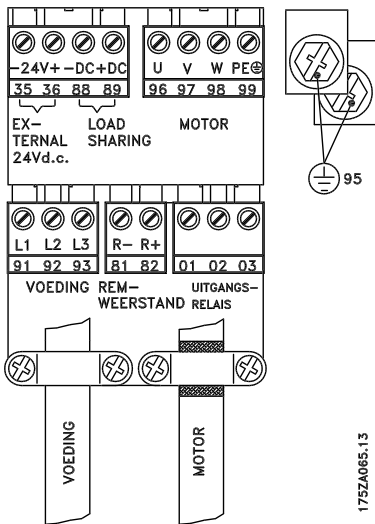 -24V+ -DC+DC
35 36 88 89
EX-
TERNAL
24Vd.c.
LOAD
SHARING
U V W PE
96 97 98 99
MOTOR
95
L1 L2 L3
91 92 93
VOEDING
R- R+
81 82
REM-
WEERSTAND
01 02 03
UITGANGS-
RELAIS
VOEDING
MOTOR
175ZA065.13